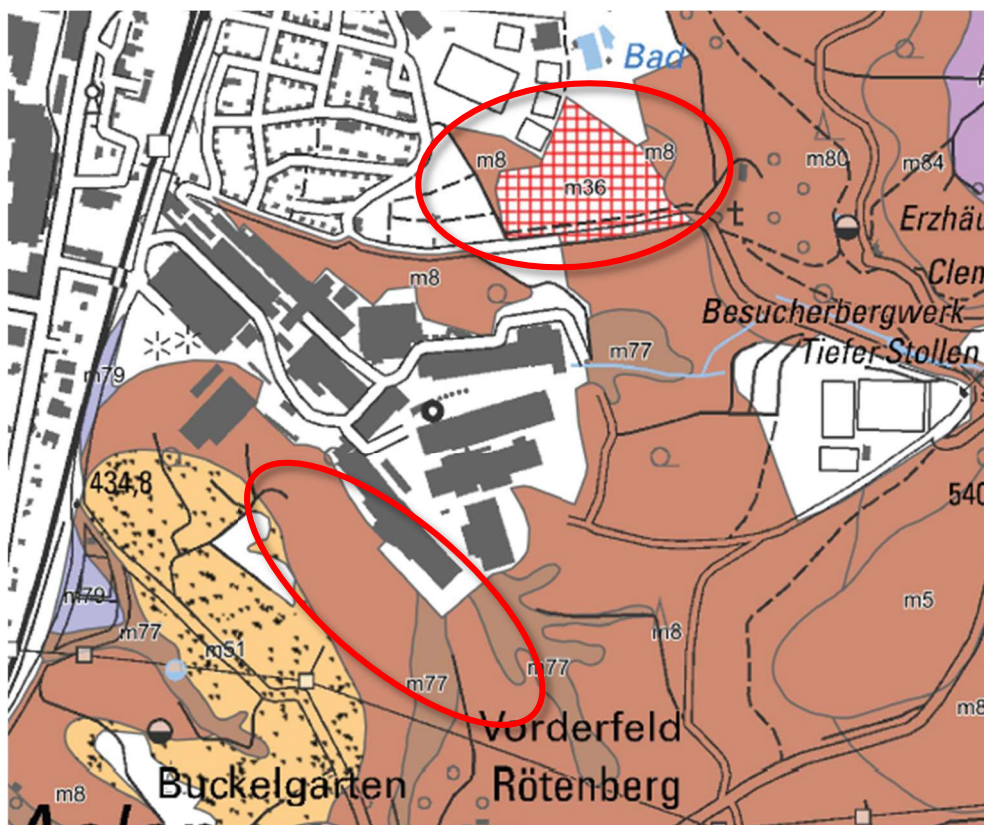 Bad
m8
m8
m36
m80
m84
Erzhäu
m8
Clem
Besucherbergwerk
m77
Tiefer Stollen
m79
434,8
540
m5
m79
m77
m51
m8
m77
m77
m8
Vorderfeld
Buckelgarten
Rötenberg
m8